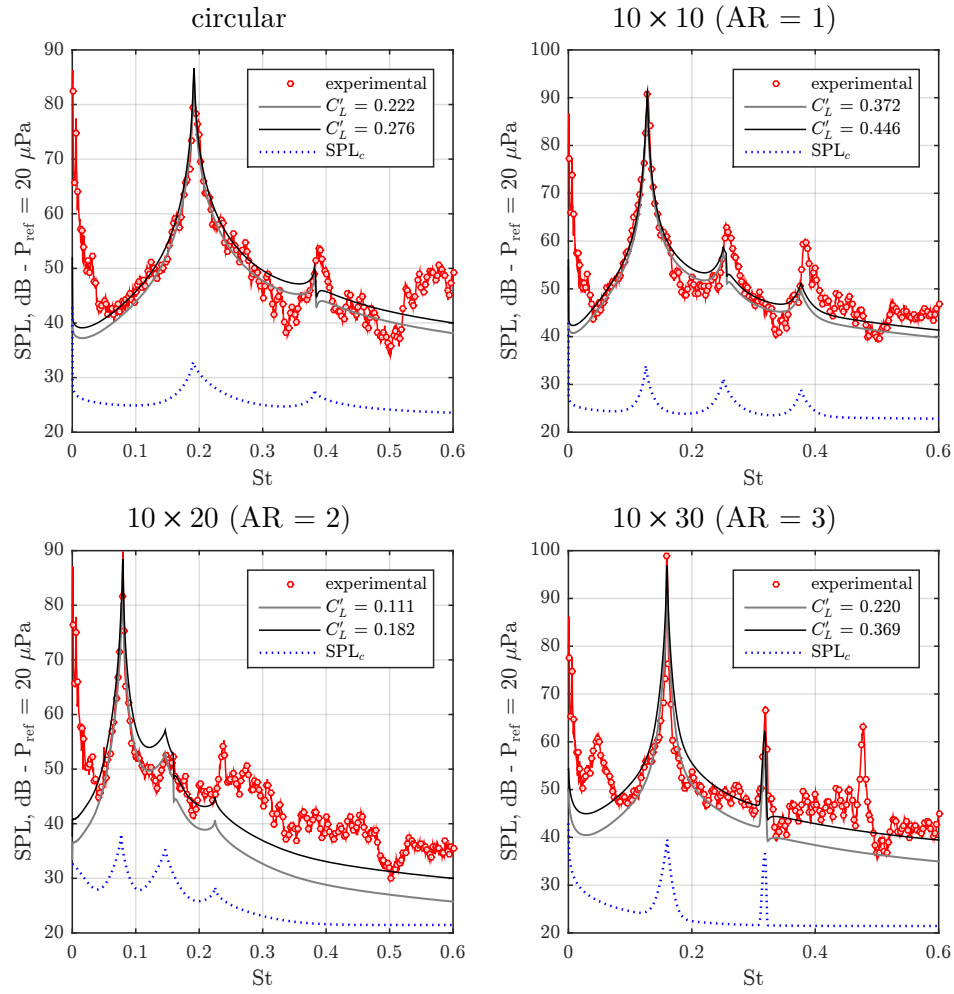 circular
SPL, dB - P_ref = 20 μPa
90
80
70
60
50
40
30
20
0
0.1
0.2
0.3
0.4
0.5
0.6
St
experimental
C'_L = 0.222
C'_L = 0.276
SPL_c
10 × 10 (AR = 1)
SPL, dB - P_ref = 20 μPa
100
90
80
70
60
50
40
30
20
0
0.2
0.4
0.6
St
experimental
C'_L = 0.372
C'_L = 0.446
SPL_c
10 × 20 (AR = 2)
SPL, dB - P_ref = 20 μPa
90
80
70
60
50
40
30
20
0
0.1
0.2
0.3
0.4
0.5
0.6
St
experimental
C'_L = 0.111
C'_L = 0.182
SPL_c
10 × 30 (AR = 3)
SPL, dB - P_ref = 20 μPa
100
90
80
70
60
50
40
30
20
0
0.2
0.4
0.6
St
experimental
C'_L = 0.220
C'_L = 0.369
SPL_c